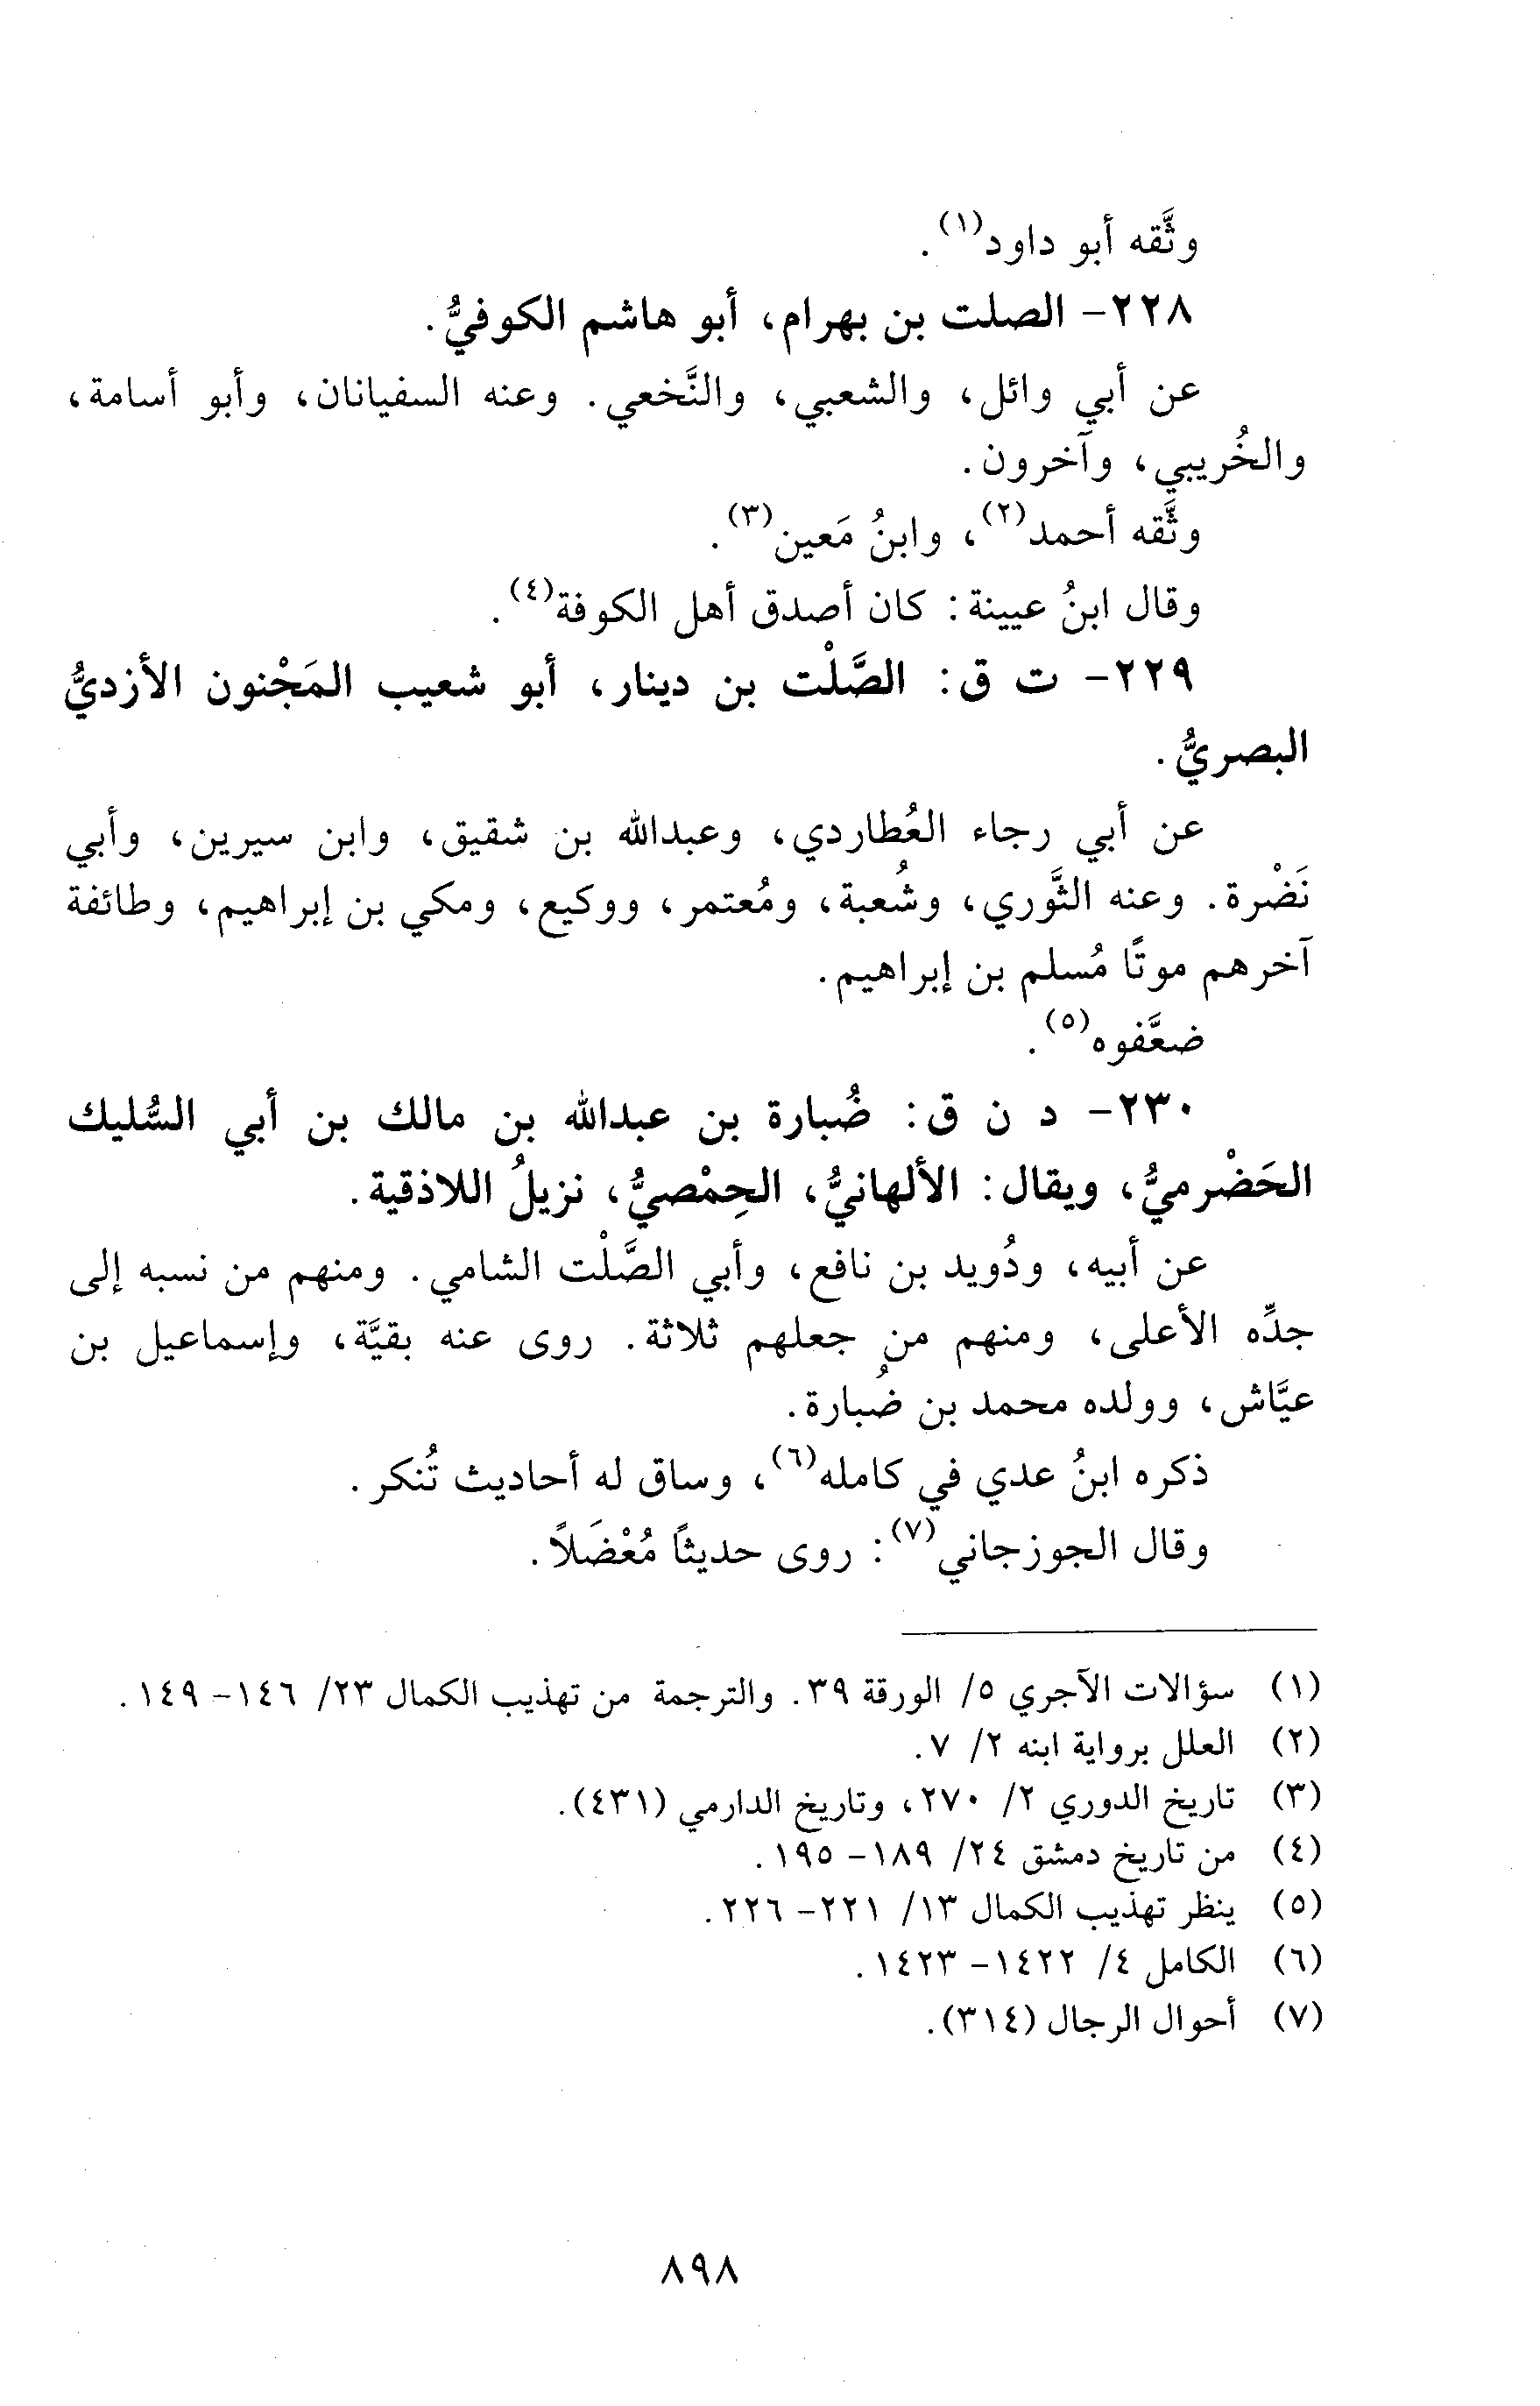 وثَّقه أبو داود(١).
٢٢٨- الصلت بن بهرام، أبو هاشم الكوفيُّ.
عن أبي وائل، والشعبي، والنَّخعي. وعنه السفيانان، وأبو أسامة،
والخُريبي، وآخرون.
وثَّقه أحمد(٢)، وابنُ مَعين(٣).
وقال ابنُ عيينة: كان أصدق أهل الكوفة(٤).
٢٢٩- ت ق: الصَّلْت بن دينار، أبو شعيب المَجْنون الأزديُّ
البصريُّ.
عن أبي رجاء العُطاردي، وعبدالله بن شقيق، وابن سيرين، وأبي
نَضْرة. وعنه الثَّوري، وشُعبة، ومُعتمر، ووكيع، ومكي بن إبراهيم، وطائفة
آخرهم موتًا مُسلم بن إبراهيم.
ضعَّفوه(٥).
٢٣٠- د ن ق: ضُبارة بن عبدالله بن مالك بن أبي السُّليك
الحَضْرميُّ، ويقال: الألهانيُّ، الحِمْصيُّ، نزيلُ اللاذقية.
عن أبيه، ودُويد بن نافع، وأبي الصَّلْت الشامي. ومنهم من نسبه إلى
جدِّه الأعلى، ومنهم من جعلهم ثلاثة. روى عنه بقيَّة، وإسماعيل بن
عيَّاش، وولده محمد بن ضُبارة.
ذكره ابنُ عدي في كامله(٦)، وساق له أحاديث تُنكر.
وقال الجوزجاني(٧): روى حديثًا مُعْضَلاً.
(١) سؤالات الآجري ٥/ الورقة ٣٩. والترجمة من تهذيب الكمال ٢٣/ ١٤٦- ١٤٩.
(٢) العلل برواية ابنه ٢/ ٧.
(٣) تاريخ الدوري ٢/ ٢٧٠، وتاريخ الدارمي (٤٣١).
(٤) من تاريخ دمشق ٢٤/ ١٨٩- ١٩٥.
(٥) ينظر تهذيب الكمال ١٣/ ٢٢١- ٢٢٦.
(٦) الكامل ٤/ ١٤٢٢- ١٤٢٣.
(٧) أحوال الرجال (٣١٤).
٨٩٨